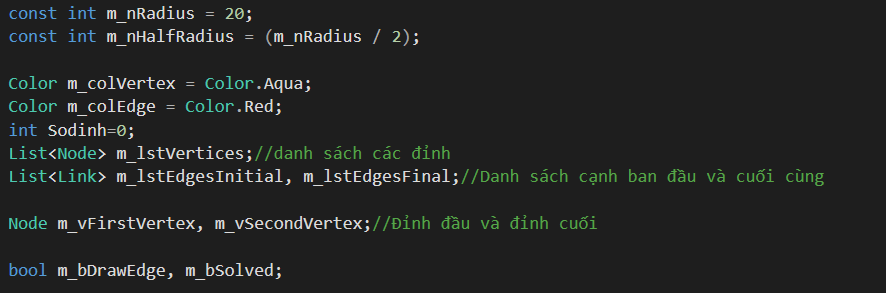 const int m_nRadius = 20;
const int m_nHalfRadius = (m_nRadius / 2);
Color m_colVertex = Color.Aqua;
Color m_colEdge = Color.Red;
int Sodinh=0;
List<Node> m_lstVertices;//danh sách các đỉnh
List<Link> m_lstEdgesInitial, m_lstEdgesFinal;//Danh sách cạnh ban đầu và cuối cùng
Node m_vFirstVertex, m_vSecondVertex;//Đỉnh đầu và đỉnh cuối
bool m_bDrawEdge, m_bSolved;